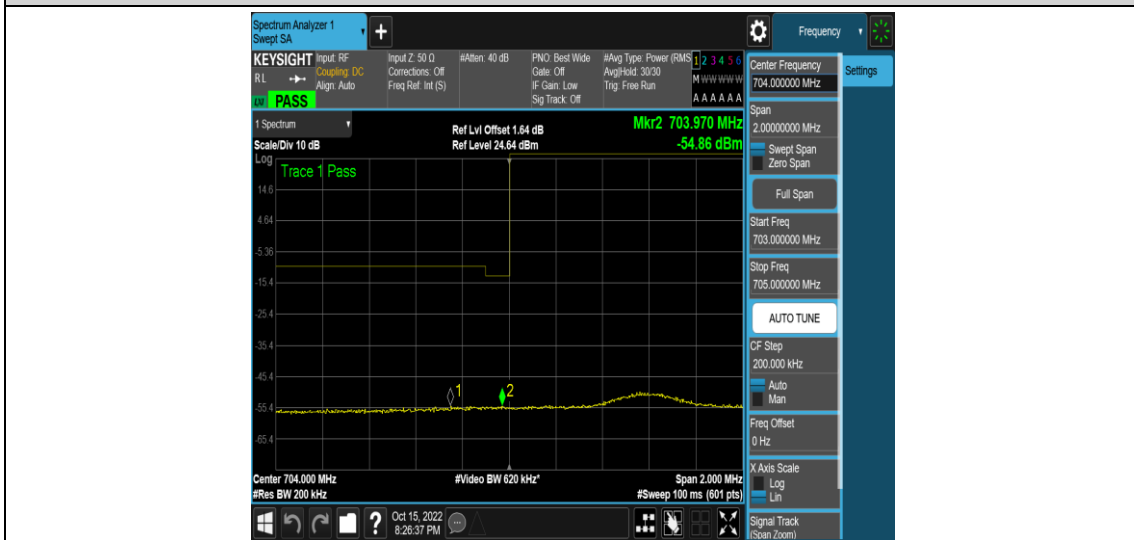 Spectrum Analyzer 1
Swept SA
+
Frequency
KEYSIGHT
Input: RF
Input Z: 50 Ω
#Atten: 40 dB
PNO: Best Wide
#Avg Type: Power (RMS
1 2 3 4 5 6
R L
Coupling: DC
Corrections: Off
Gate: Off
Avg|Hold: 30/30
M W W W W W
Align: Auto
Freq Ref: Int (S)
IF Gain: Low
Trig: Free Run
Sig Track: Off
A A A A A A
LXI
PASS
1 Spectrum
Scale/Div 10 dB
Ref Lvl Offset 1.64 dB
Ref Level 24.64 dBm
Mkr2 703.970 MHz
-54.86 dBm
Log
Trace 1 Pass
14.6
4.64
-5.36
-15.4
-25.4
-35.4
-45.4
-55.4
-65.4
1
2
Center 704.000 MHz
#Video BW 620 kHz*
Span 2.000 MHz
#Res BW 200 kHz
#Sweep 100 ms (601 pts)
?
Oct 15, 2022
8:26:37 PM
Center Frequency
704.000000 MHz
Settings
Span
2.00000000 MHz
Swept Span
Zero Span
Full Span
Start Freq
703.000000 MHz
Stop Freq
705.000000 MHz
AUTO TUNE
CF Step
200.000 kHz
Auto
Man
Freq Offset
0 Hz
X Axis Scale
Log
Lin
Signal Track
(Span Zoom)